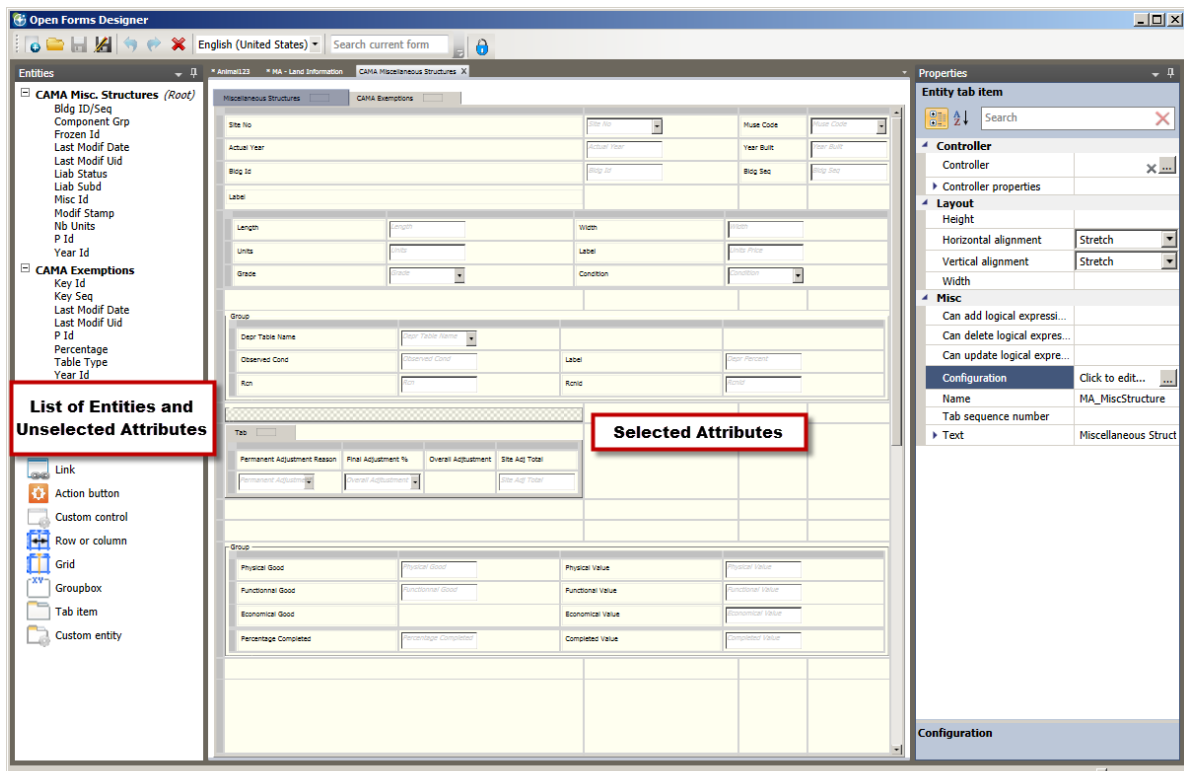 Open Forms Designer
English (United States)
Search current form
Entities
CAMA Misc. Structures (Root)
Bldg ID/Seq
Component Grp
Frozen Id
Last Modif Date
Last Modif Uid
Liab Status
Liab Subd
Misc Id
Modif Stamp
Nb Units
P Id
Year Id
CAMA Exemptions
Key Id
Key Seq
Last Modif Date
Last Modif Uid
P Id
Percentage
Table Type
Year Id
List of Entities and
Unselected Attributes
Link
Action button
Custom control
Row or column
Grid
XY
Groupbox
Tab item
Custom entity
* Animal123 * MA - Land Information CAMA Miscellaneous Structures X
Miscellaneous Structures CAMA Exemptions
Site No Site No Muse Code Muse Code
Actual Year Actual Year Year Built Year Built
Bldg Id Bldg Id Bldg Seq Bldg Seq
Label
Length Length Width Width
Units Units Label Units Price
Grade Grade Condition Condition
Group
Depr Table Name Depr Table Name
Observed Cond Observed Cond Label Depr Percent
Rcn Rcn Rcnld Rcnld
Selected Attributes
Tab
Permanent Adjustment Reason Final Adjustment % Overall Adjtustment Site Adj Total
Permanent Adjustme Overall Adjtustment Site Adj Total
Group
Physical Good Physical Good Physical Value Physical Value
Functionnal Good Functionnal Good Functional Value Functional Value
Economical Good Economical Value Economical Value
Percentage Completed Percentage Completed Completed Value Completed Value
Properties
Entity tab item
Search
Controller
Controller
Controller properties
Layout
Height
Horizontal alignment Stretch
Vertical alignment Stretch
Width
Misc
Can add logical expressi...
Can delete logical expres...
Can update logical expre...
Configuration Click to edit... ...
Name MA_MiscStructure
Tab sequence number
Text Miscellaneous Struct
Configuration